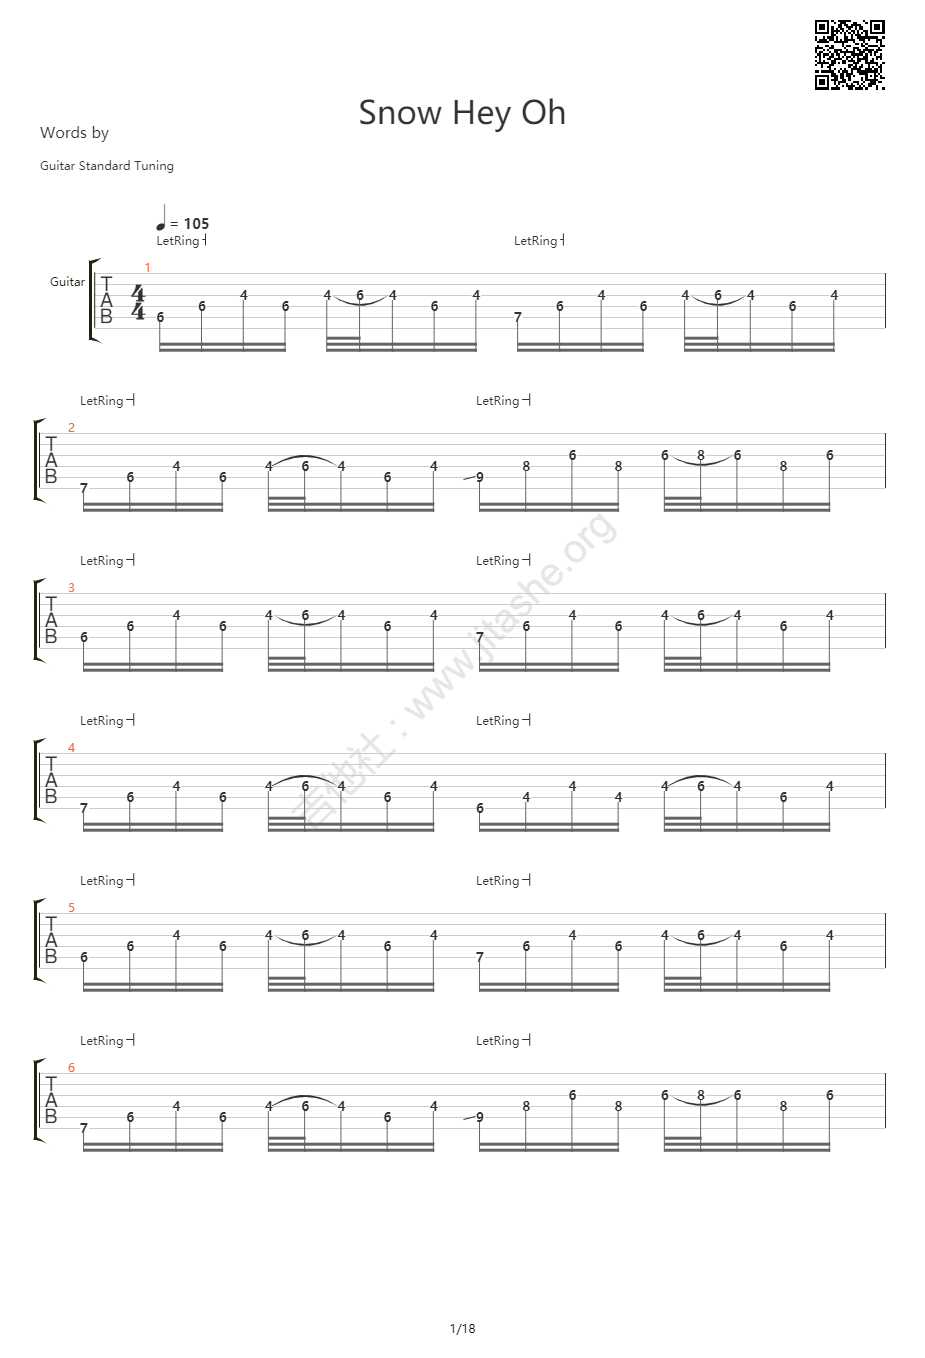 Snow Hey Oh
Words by
Guitar Standard Tuning
= 105
LetRing LetRing
1
Guitar
T A B
4 4
6 6 4 6 4 6 4 6 4 7 6 4 6 4 6 4 6 4
LetRing LetRing
2
T A B
7 6 4 6 4 6 4 6 4 9 8 6 8 6 8 6 8 6
LetRing LetRing
3
T A B
6 6 4 6 4 6 4 6 4 7 6 4 6 4 6 4 6 4
LetRing LetRing
4
T A B
7 6 4 6 4 6 4 6 4 6 4 4 4 4 6 4 6 4
LetRing LetRing
5
T A B
6 6 4 6 4 6 4 6 4 7 6 4 6 4 6 4 6 4
LetRing LetRing
6
T A B
7 6 4 6 4 6 4 6 4 9 8 6 8 6 8 6 8 6
吉他社：www.jitashe.org
1/18